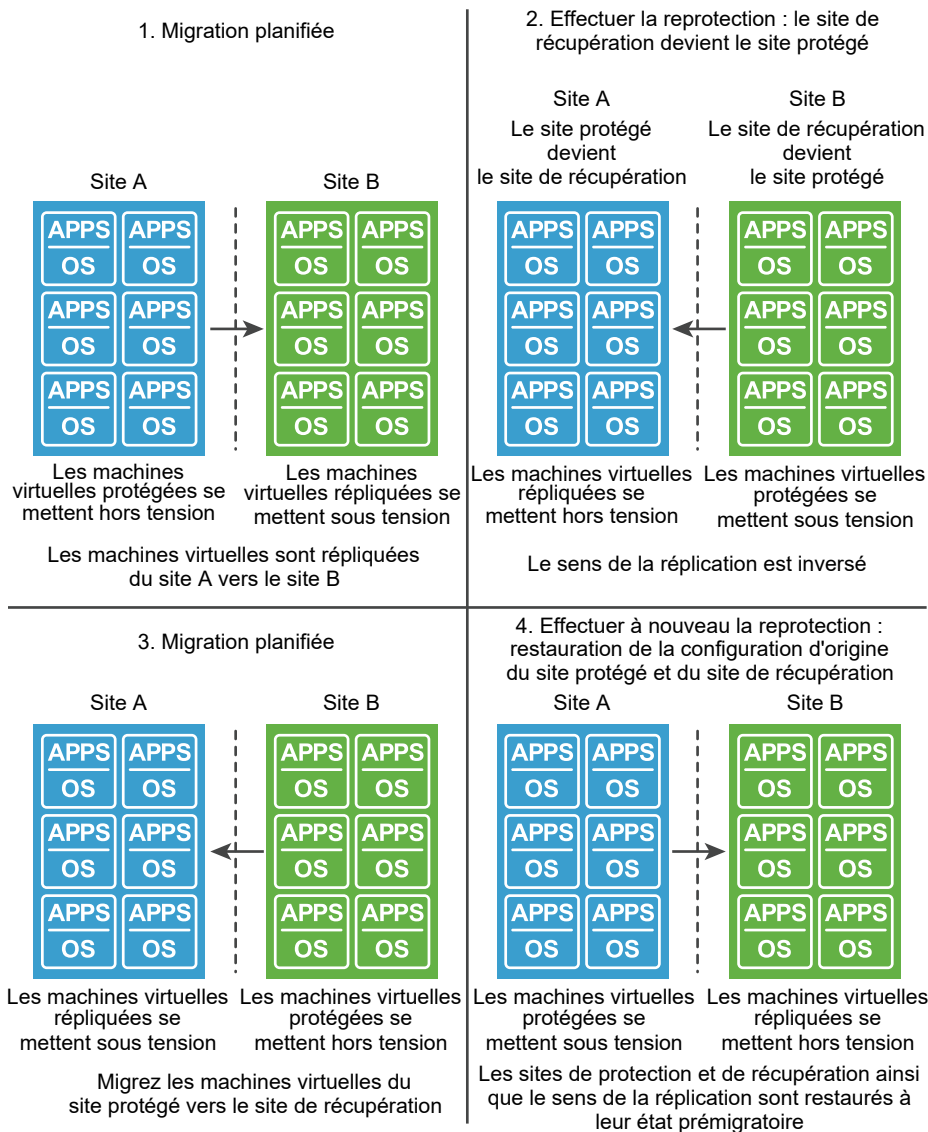 1. Migration planifiée
Site A
Site B
APPS APPS
OS OS
APPS APPS
OS OS
APPS APPS
OS OS
APPS APPS
OS OS
APPS APPS
OS OS
APPS APPS
OS OS
Les machines
virtuelles protégées se
mettent hors tension
Les machines
virtuelles répliquées se
mettent sous tension
Les machines virtuelles sont répliquées
du site A vers le site B
2. Effectuer la reprotection : le site de
récupération devient le site protégé
Site A
Le site protégé
devient
le site de récupération
Site B
Le site de récupération
devient
le site protégé
APPS APPS
OS OS
APPS APPS
OS OS
APPS APPS
OS OS
APPS APPS
OS OS
APPS APPS
OS OS
APPS APPS
OS OS
Les machines virtuelles
répliquées se
mettent hors tension
Les machines virtuelles
protégées se
mettent sous tension
Le sens de la réplication est inversé
3. Migration planifiée
Site A
Site B
APPS APPS
OS OS
APPS APPS
OS OS
APPS APPS
OS OS
APPS APPS
OS OS
APPS APPS
OS OS
APPS APPS
OS OS
Les machines virtuelles
répliquées se
mettent sous tension
Les machines virtuelles
protégées se
mettent hors tension
Migrez les machines virtuelles du
site protégé vers le site de récupération
4. Effectuer à nouveau la reprotection :
restauration de la configuration d'origine
du site protégé et du site de récupération
Site A
Site B
APPS APPS
OS OS
APPS APPS
OS OS
APPS APPS
OS OS
APPS APPS
OS OS
APPS APPS
OS OS
APPS APPS
OS OS
Les machines virtuelles
protégées se
mettent sous tension
Les machines virtuelles
répliquées se
mettent hors tension
Les sites de protection et de récupération ainsi
que le sens de la réplication sont restaurés à
leur état prémigratoire